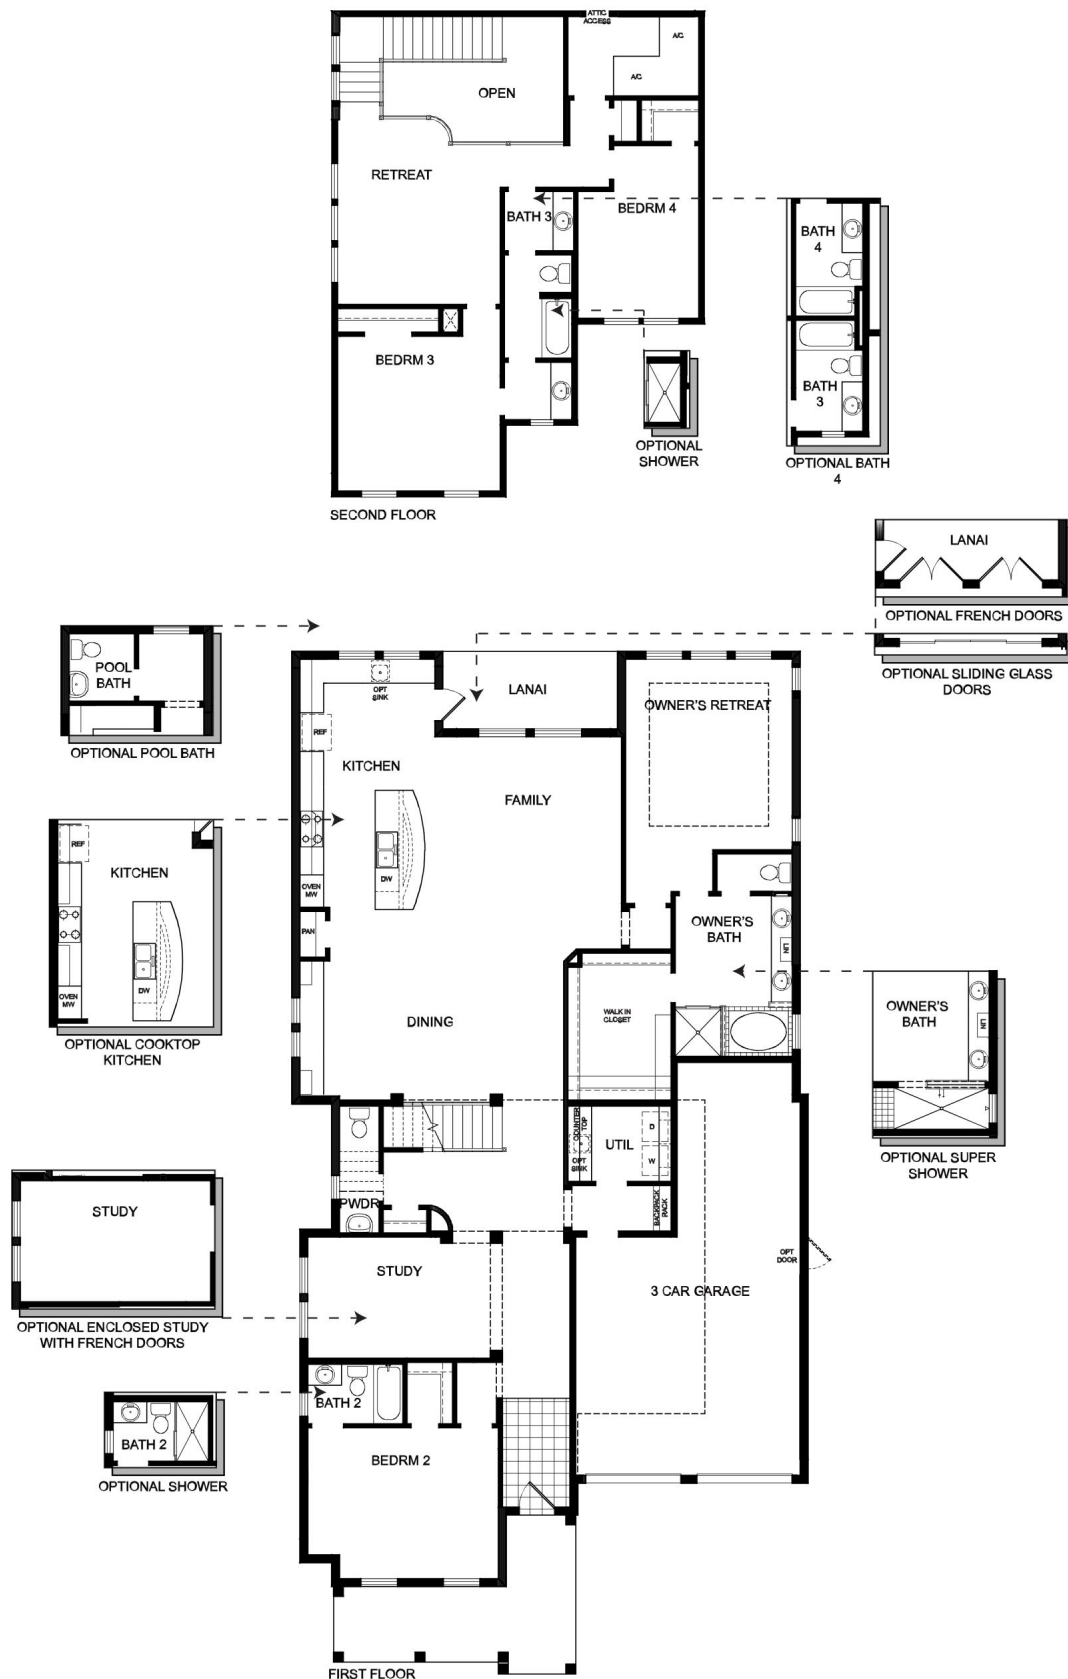 ATTIC
ACCESS
A/C
A/C
OPEN
RETREAT
BATH 3
BEDRM 4
BATH
4
BEDRM 3
BATH
3
OPTIONAL
SHOWER
OPTIONAL BATH
4
SECOND FLOOR
LANAI
OPTIONAL FRENCH DOORS
OPTIONAL SLIDING GLASS
DOORS
POOL
BATH
OPTIONAL POOL BATH
OPT
SINK
LANAI
OWNER'S RETREAT
REF
KITCHEN
FAMILY
REF
KITCHEN
OVEN
MW
DW
OPTIONAL COOKTOP
KITCHEN
DW
OVEN
MW
PAN
OWNER'S
BATH
LIN
WALK IN
CLOSET
DINING
OWNER'S
BATH
LIN
OPTIONAL SUPER
SHOWER
COUNTER
TOP
OPT
SINK
UTIL
D
W
BACKPACK
RACK
PWDR
STUDY
OPTIONAL ENCLOSED STUDY
WITH FRENCH DOORS
STUDY
OPT
DOOR
3 CAR GARAGE
BATH 2
BATH 2
OPTIONAL SHOWER
BEDRM 2
FIRST FLOOR